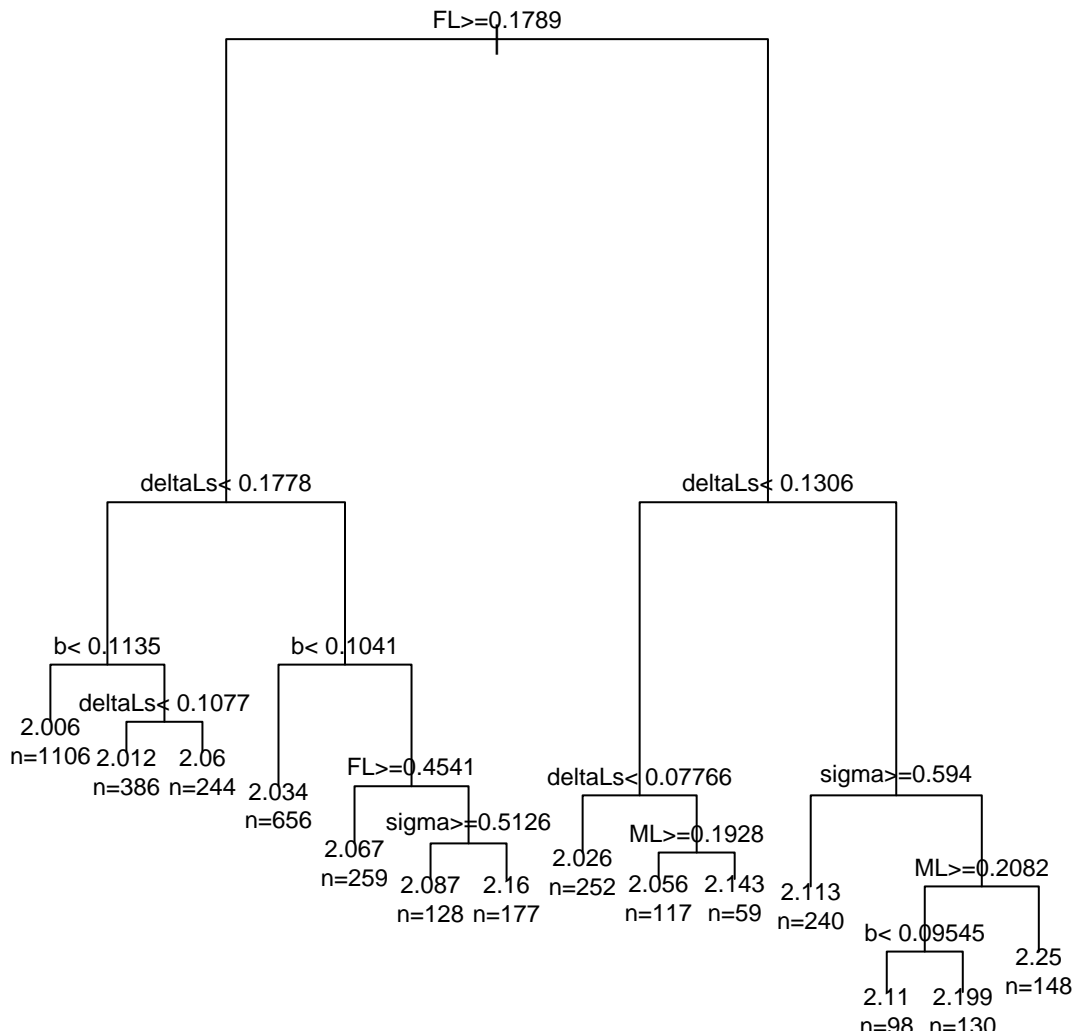 FL>=0.1789
deltaLs< 0.1778
deltaLs< 0.1306
b< 0.1135
b< 0.1041
deltaLs< 0.1077
2.006
n=1106
2.012
n=386
2.06
n=244
2.034
n=656
FL>=0.4541
2.067
n=259
sigma>=0.5126
2.087
n=128
2.16
n=177
deltaLs< 0.07766
2.026
n=252
ML>=0.1928
2.056
n=117
2.143
n=59
sigma>=0.594
2.113
n=240
ML>=0.2082
b< 0.09545
2.11
n=98
2.199
n=130
2.25
n=148